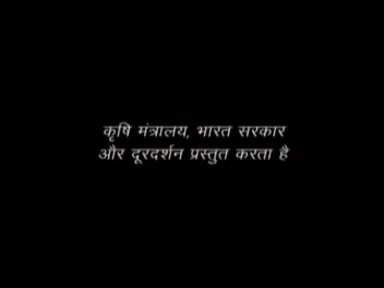 कृषि मंत्रालय, भारत सरकार
और दूरदर्शन प्रस्तुत करता है